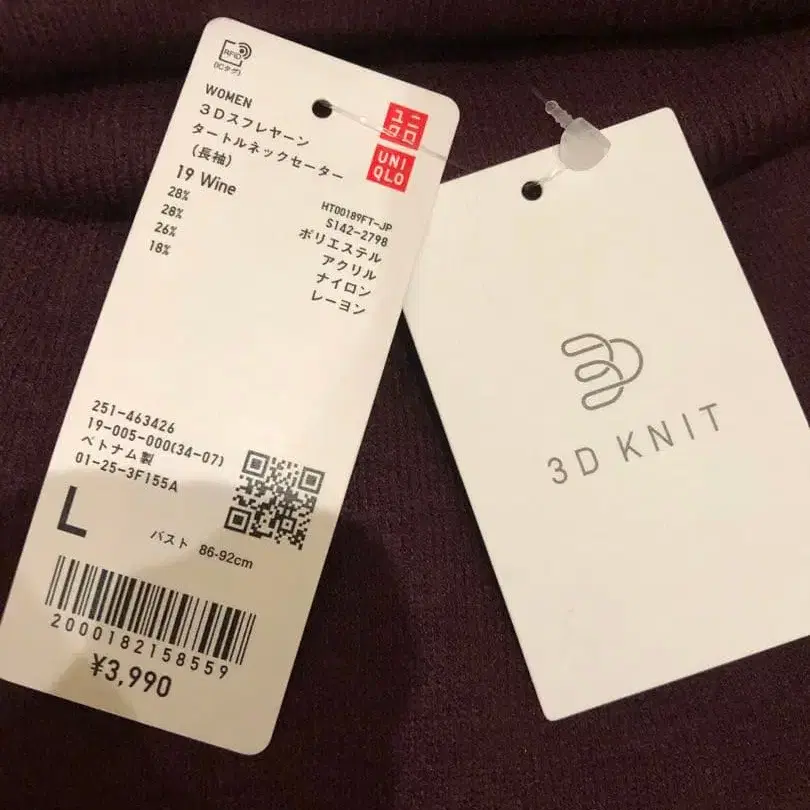 RFID
(ICタグ)
WOMEN
3Dスフレヤーン
タートルネックセーター
(長袖)
19 Wine
ユニ
クロ
UNI
QLO
HT00189FT-JP
S142-2798
28% ポリエステル
28% アクリル
26% ナイロン
18% レーヨン
251-463426
19-005-000(34-07)
ベトナム製
01-25-3F155A
L バスト 86-92cm
2000182158559
¥3,990
3D KNIT